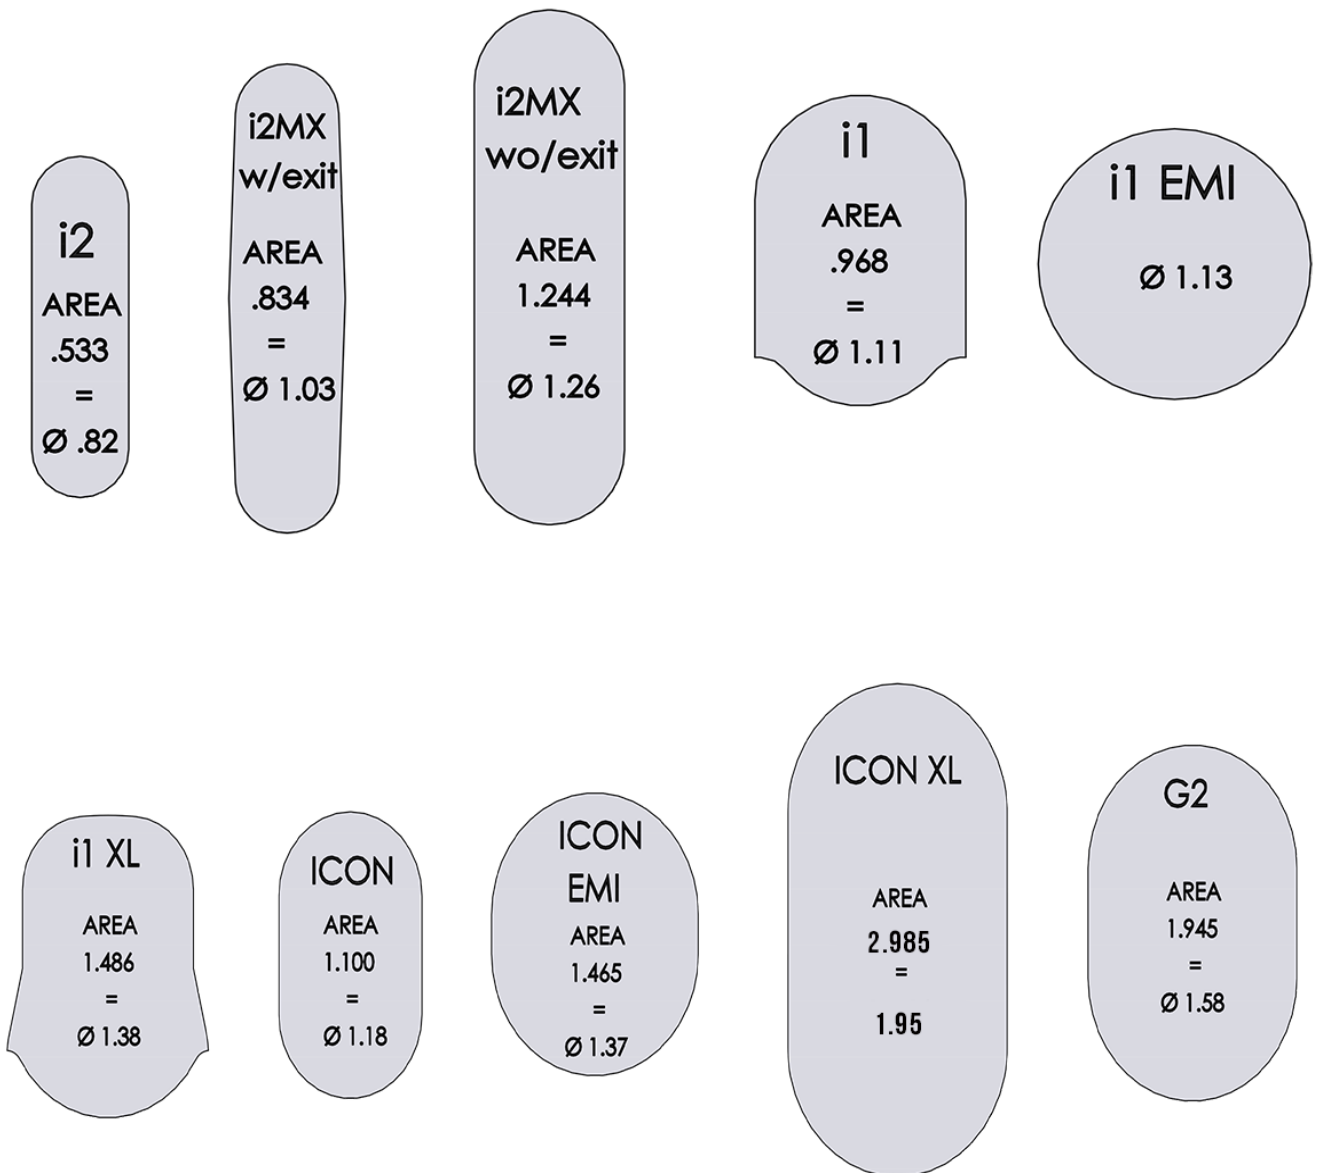 i2
AREA
.533
=
Ø .82
i2MX
w/exit
AREA
.834
=
Ø 1.03
i2MX
wo/exit
AREA
1.244
=
Ø 1.26
i1
AREA
.968
=
Ø 1.11
i1 EMI
Ø 1.13
i1 XL
AREA
1.486
=
Ø 1.38
ICON
AREA
1.100
=
Ø 1.18
ICON
EMI
AREA
1.465
=
Ø 1.37
ICON XL
AREA
2.985
=
1.95
G2
AREA
1.945
=
Ø 1.58